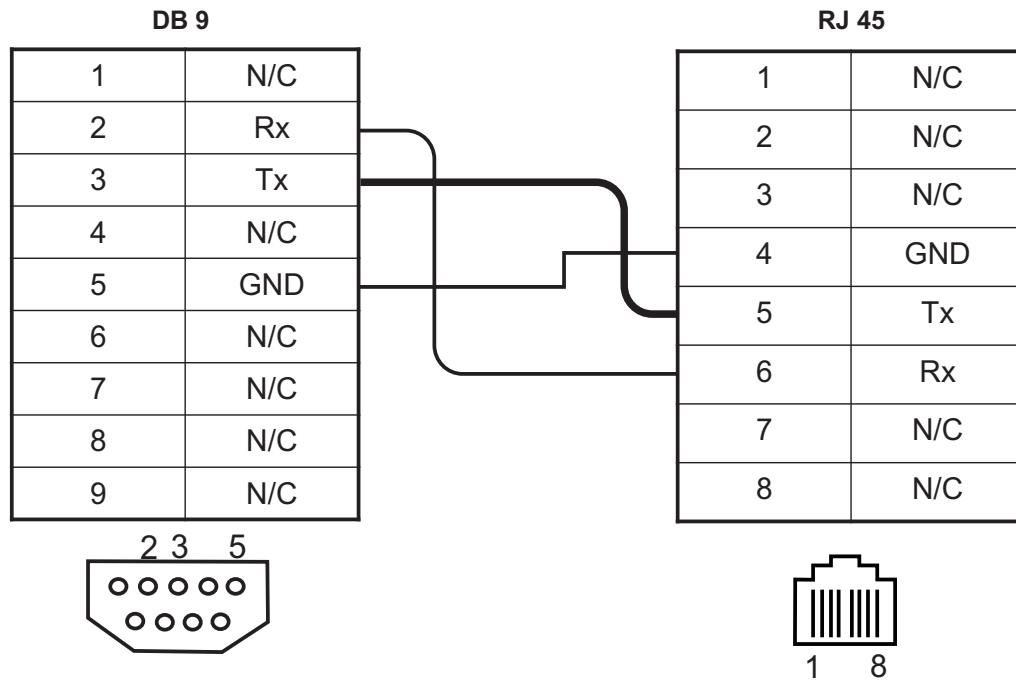 DB 9
1 N/C
2 Rx
3 Tx
4 N/C
5 GND
6 N/C
7 N/C
8 N/C
9 N/C
2 3 5
RJ 45
1 N/C
2 N/C
3 N/C
4 GND
5 Tx
6 Rx
7 N/C
8 N/C
1 8